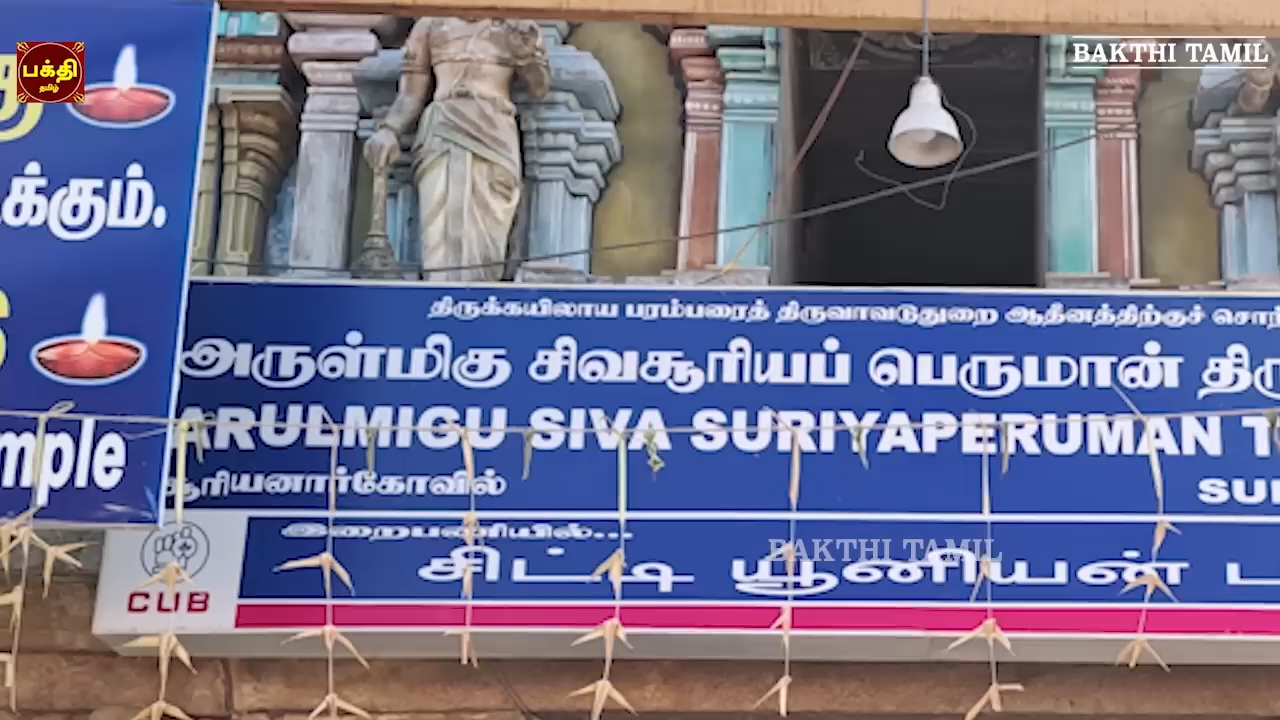 பக்தி
தமிழ்
BAKTHI TAMIL
க்கும்.
mple
திருக்கயிலாய பரம்பரைத் திருவாவடுதுறை ஆதீனத்திற்குச்
அருள்மிகு சிவசூரியப் பெருமான்
ARULMIGU SIVA SURIYAPERUMAN
சூரியனார்கோவில்
இறைபணியில்...
BAKTHI TAMIL
சிட்டி யூனியன்
CUB